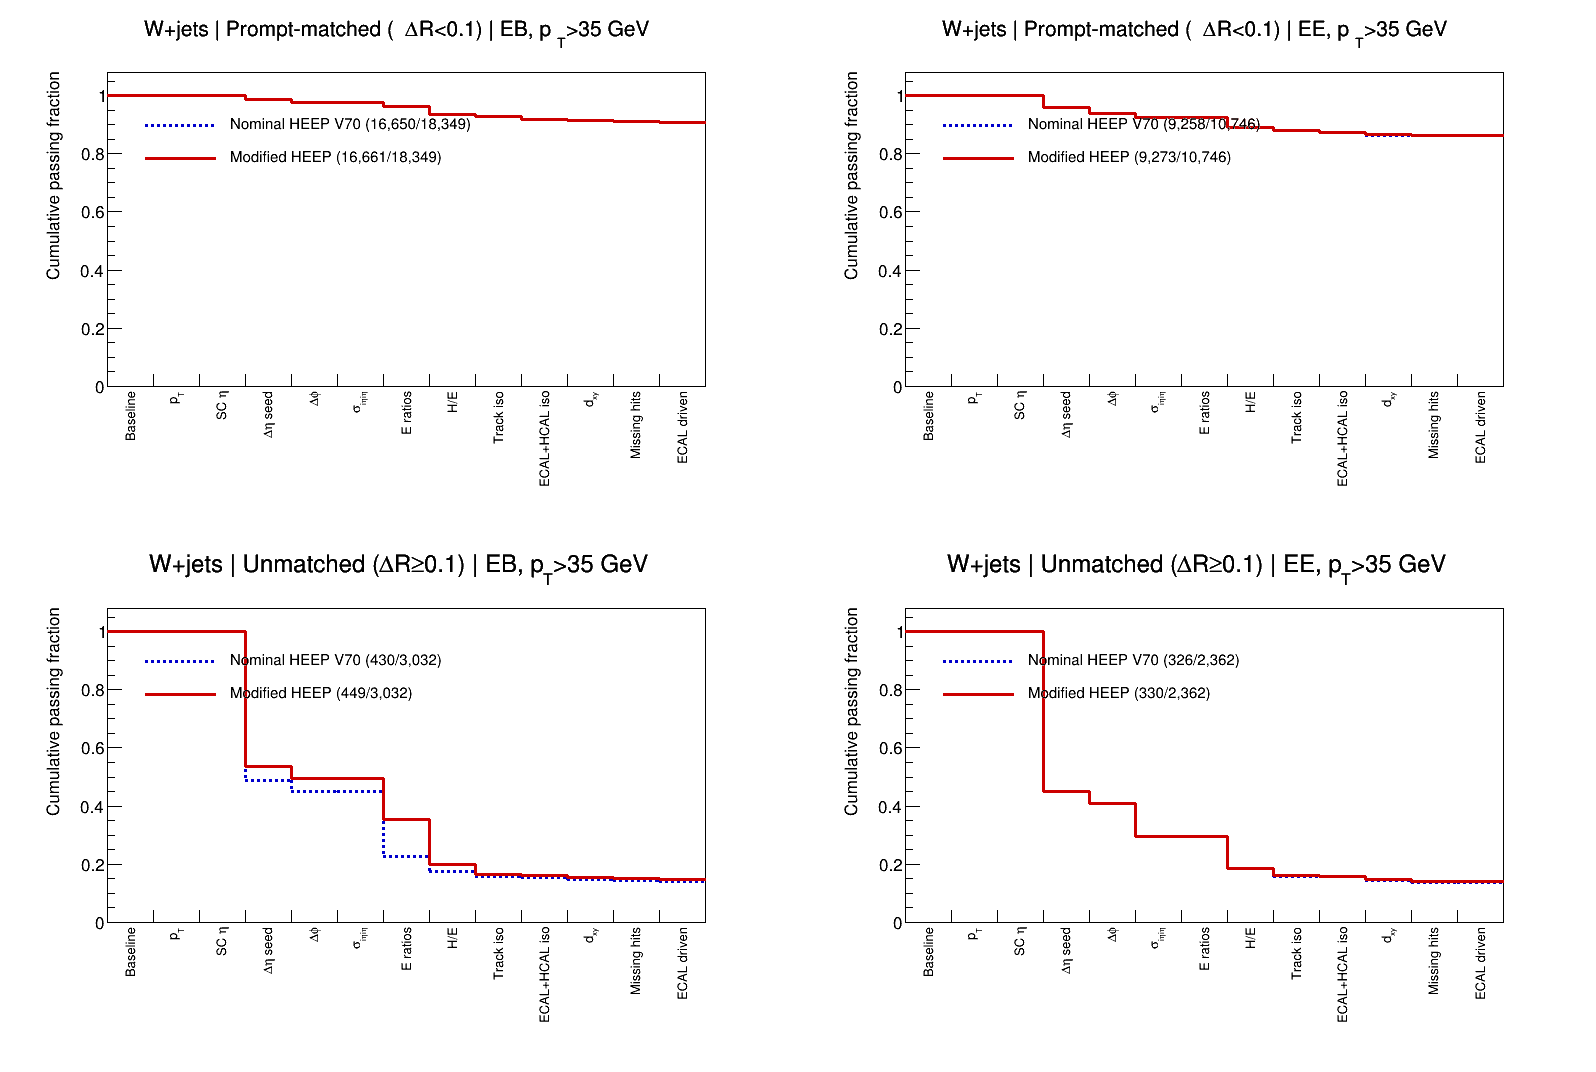 W+jets | Prompt-matched ( ΔR<0.1) | EB, p T>35 GeV
Cumulative passing fraction
1
0.8
0.6
0.4
0.2
0
Nominal HEEP V70 (16,650/18,349)
Modified HEEP (16,661/18,349)
Baseline
pT
SC η
Δη seed
Δϕ
σiηiη
E ratios
H/E
Track iso
ECAL+HCAL iso
dxy
Missing hits
ECAL driven
W+jets | Prompt-matched ( ΔR<0.1) | EE, p T>35 GeV
Cumulative passing fraction
1
0.8
0.6
0.4
0.2
0
Nominal HEEP V70 (9,258/10,746)
Modified HEEP (9,273/10,746)
Baseline
pT
SC η
Δη seed
Δϕ
σiηiη
E ratios
H/E
Track iso
ECAL+HCAL iso
dxy
Missing hits
ECAL driven
W+jets | Unmatched (ΔR≥0.1) | EB, pT>35 GeV
Cumulative passing fraction
1
0.8
0.6
0.4
0.2
0
Nominal HEEP V70 (430/3,032)
Modified HEEP (449/3,032)
Baseline
pT
SC η
Δη seed
Δϕ
σiηiη
E ratios
H/E
Track iso
ECAL+HCAL iso
dxy
Missing hits
ECAL driven
W+jets | Unmatched (ΔR≥0.1) | EE, pT>35 GeV
Cumulative passing fraction
1
0.8
0.6
0.4
0.2
0
Nominal HEEP V70 (326/2,362)
Modified HEEP (330/2,362)
Baseline
pT
SC η
Δη seed
Δϕ
σiηiη
E ratios
H/E
Track iso
ECAL+HCAL iso
dxy
Missing hits
ECAL driven